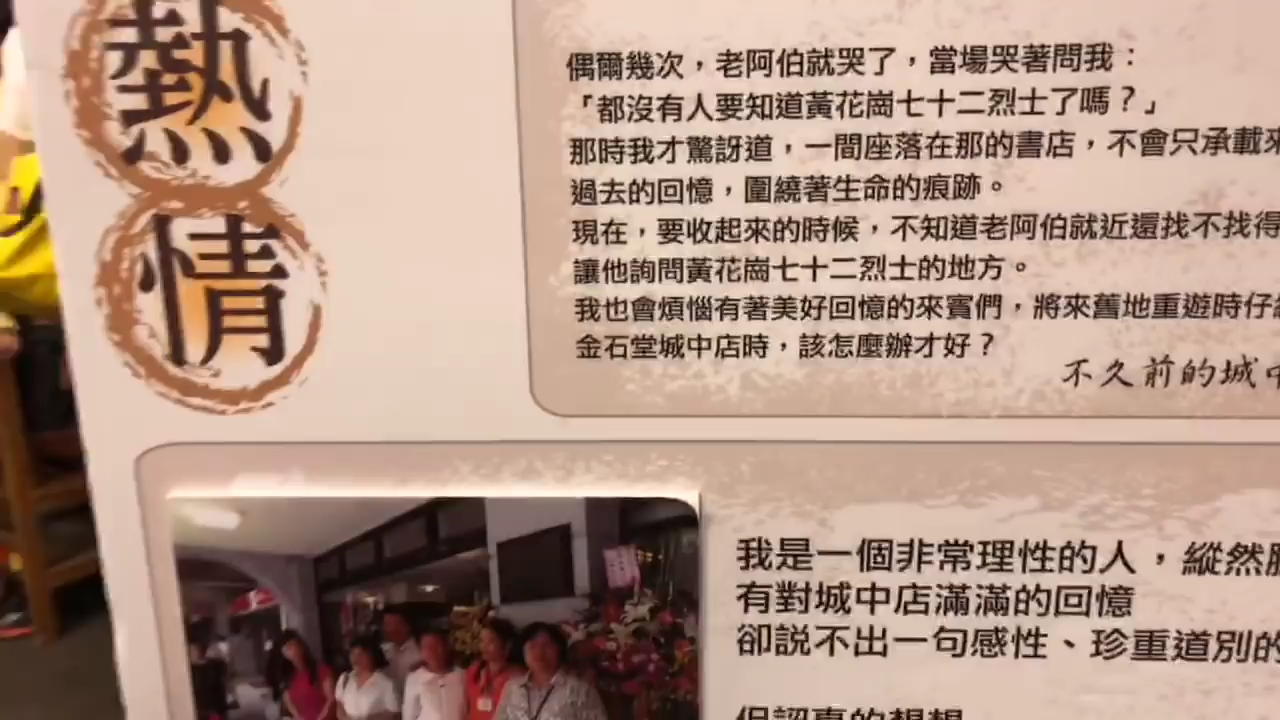 熱情
偶爾幾次，老阿伯就哭了，當場哭著問我：
「都沒有人要知道黃花崗七十二烈士了嗎？」
那時我才驚訝道，一間座落在那的書店，不會只承載
過去的回憶，圍繞著生命的痕跡。
現在，要收起來的時候，不知道老阿伯就近還找不找得
讓他詢問黃花崗七十二烈士的地方。
我也會煩惱有著美好回憶的來賓們，將來舊地重遊時仔
金石堂城中店時，該怎麼辦才好？
不久前的城中
我是一個非常理性的人，縱然
有對城中店滿滿的回憶
卻説不出一句感性、珍重道別的
但認真的想想